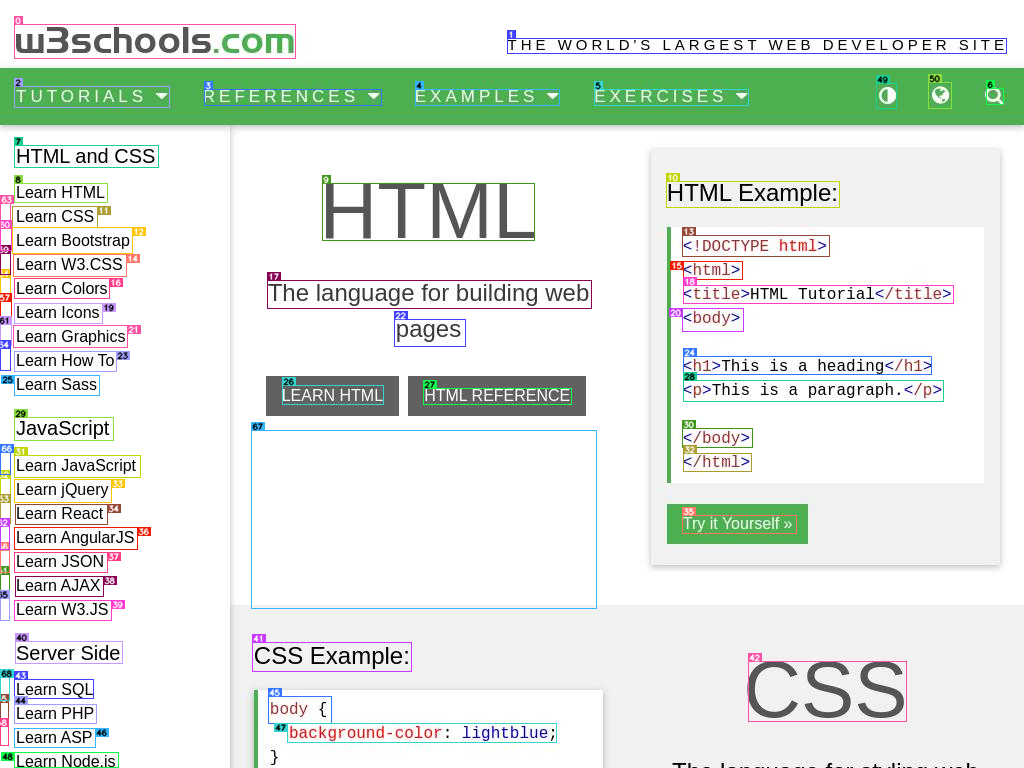 w3schools.com
THE WORLD'S LARGEST WEB DEVELOPER SITE
TUTORIALS REFERENCES EXAMPLES EXERCISES
HTML and CSS
Learn HTML
Learn CSS
Learn Bootstrap
Learn W3.CSS
Learn Colors
Learn Icons
Learn Graphics
Learn How To
Learn Sass
JavaScript
Learn JavaScript
Learn jQuery
Learn React
Learn AngularJS
Learn JSON
Learn AJAX
Learn W3.JS
Server Side
Learn SQL
Learn PHP
Learn ASP
Learn Node.js
HTML
The language for building web
pages
LEARN HTML
HTML REFERENCE
HTML Example:
<!DOCTYPE html>
<html>
<title>HTML Tutorial</title>
<body>
<h1>This is a heading</h1>
<p>This is a paragraph.</p>
</body>
</html>
Try it Yourself »
CSS Example:
body {
background-color: lightblue;
}
CSS
The language for styling web